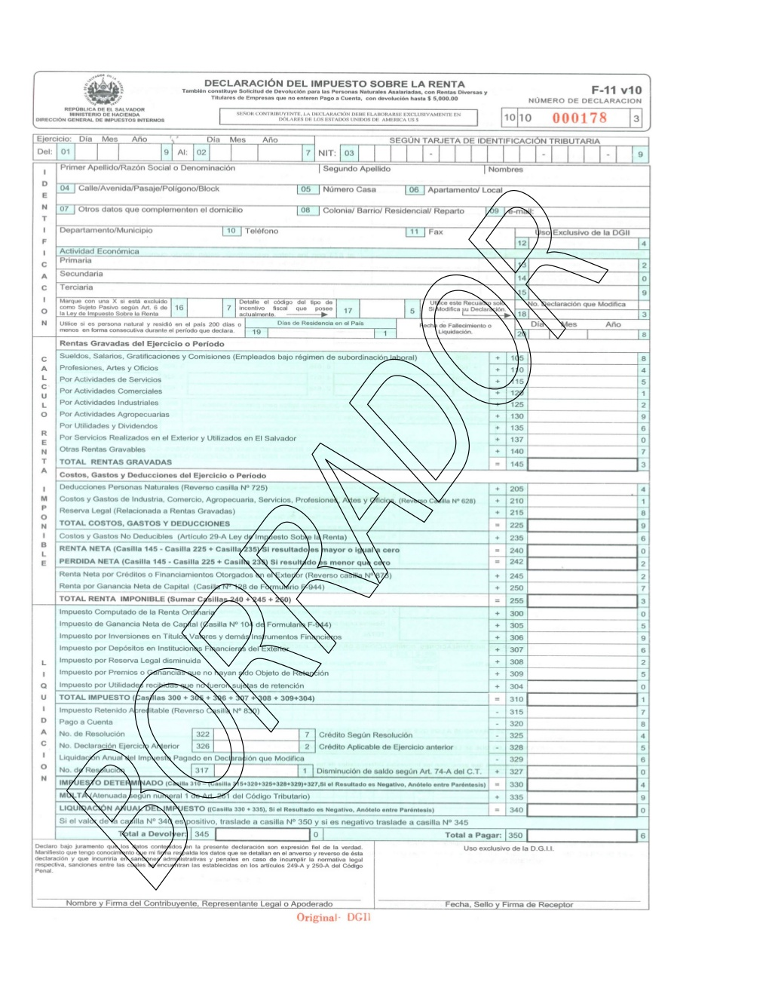 DECLARACIÓN DEL IMPUESTO SOBRE LA RENTA
También constituye Solicitud de Devolución para las Personas Naturales Asalariadas, con Rentas Diversas y
Titulares de Empresas que no enteren Pago a Cuenta, con devolución hasta $ 5,000.00
F-11 v10
NÚMERO DE DECLARACION
REPÚBLICA DE EL SALVADOR
MINISTERIO DE HACIENDA
DIRECCIÓN GENERAL DE IMPUESTOS INTERNOS
SEÑOR CONTRIBUYENTE, LA DECLARACIÓN DEBE ELABORARSE EXCLUSIVAMENTE EN
DÓLARES DE LOS ESTADOS UNIDOS DE AMERICA US $
10 10 000178 3
Ejercicio: Día Mes Año Día Mes Año SEGÚN TARJETA DE IDENTIFICACIÓN TRIBUTARIA
Del: 01 9 Al: 02 7 NIT: 03 - - - 9
IDENTIFICACION
Primer Apellido/Razón Social o Denominación Segundo Apellido Nombres
04 Calle/Avenida/Pasaje/Polígono/Block 05 Número Casa 06 Apartamento/ Local
07 Otros datos que complementen el domicilio 08 Colonia/ Barrio/ Residencial/ Reparto 09 e-mail:
Departamento/Municipio 10 Teléfono 11 Fax Uso Exclusivo de la DGII
12 4
Actividad Económica
Primaria 13 2
Secundaria 14 0
Terciaria 15 9
Marque con una X si está excluido como Sujeto Pasivo según Art. 6 de la Ley de Impuesto Sobre la Renta 16 7
Detalle el código del tipo de incentivo fiscal que posee actualmente. 17 5
Utilice este Recuadro solo Si Modifica su Declaración.
No. Declaración que Modifica
18 3
Utilice si es persona natural y residió en el país 200 días o menos en forma consecutiva durante el período que declara.
Días de Residencia en el País
19 1
Fecha de Fallecimiento o Liquidación.
Día Mes Año
20 8
CALCULO RENTA IMPONIBLE
Rentas Gravadas del Ejercicio o Período
Sueldos, Salarios, Gratificaciones y Comisiones (Empleados bajo régimen de subordinación laboral) + 105 8
Profesiones, Artes y Oficios + 110 4
Por Actividades de Servicios + 115 5
Por Actividades Comerciales + 120 1
Por Actividades Industriales + 125 2
Por Actividades Agropecuarias + 130 9
Por Utilidades y Dividendos + 135 6
Por Servicios Realizados en el Exterior y Utilizados en El Salvador + 137 0
Otras Rentas Gravables + 140 7
TOTAL RENTAS GRAVADAS = 145 3
Costos, Gastos y Deducciones del Ejercicio o Período
Deducciones Personas Naturales (Reverso casilla Nº 725) + 205 4
Costos y Gastos de Industria, Comercio, Agropecuaria, Servicios, Profesiones, Artes y Oficios. (Reverso Casilla Nº 628) + 210 1
Reserva Legal (Relacionada a Rentas Gravadas) + 215 8
TOTAL COSTOS, GASTOS Y DEDUCCIONES = 225 9
Costos y Gastos No Deducibles (Artículo 29-A Ley de Impuesto Sobre la Renta) + 235 6
RENTA NETA (Casilla 145 - Casilla 225 + Casilla 235) Si resultado es mayor o igual a cero = 240 0
PERDIDA NETA (Casilla 145 - Casilla 225 + Casilla 235) Si resultado es menor que cero = 242 2
Renta Neta por Créditos o Financiamientos Otorgados en el Exterior (Reverso casilla Nº 873) + 245 2
Renta por Ganancia Neta de Capital (Casilla Nº 128 de Formulario F-944) + 250 7
TOTAL RENTA IMPONIBLE (Sumar Casillas 240 + 245 + 250) = 255 3
LIQUIDACION
Impuesto Computado de la Renta Ordinaria + 300 0
Impuesto de Ganancia Neta de Capital (Casilla Nº 104 de Formulario F-944) + 305 5
Impuesto por Inversiones en Títulos Valores y demás Instrumentos Financieros + 306 9
Impuesto por Depósitos en Instituciones Financieras del Exterior + 307 6
Impuesto por Reserva Legal disminuida + 308 2
Impuesto por Premios o Ganancias que no hayan sido Objeto de Retención + 309 5
Impuesto por Utilidades recibidas que no fueron sujetas de retención + 304 0
TOTAL IMPUESTO (Casillas 300 + 305 + 306 + 307 + 308 + 309+304) = 310 1
Impuesto Retenido Acreditable (Reverso Casilla Nº 830) - 315 7
Pago a Cuenta - 320 8
No. de Resolución 322 7 Crédito Según Resolución - 325 4
No. Declaración Ejercicio Anterior 326 2 Crédito Aplicable de Ejercicio anterior - 328 5
Liquidación Anual del Impuesto Pagado en Declaración que Modifica - 329 6
No. de Resolución 317 1 Disminución de saldo según Art. 74-A del C.T. + 327 0
IMPUESTO DETERMINADO (Casilla 310 – (Casilla 315+320+325+328+329)+327,Si el Resultado es Negativo, Anótelo entre Paréntesis) = 330 4
MULTA (Atenuada según numeral 1 de Art. 261 del Código Tributario) + 335 9
LIQUIDACIÓN ANUAL DEL IMPUESTO ((Casilla 330 + 335), Si el Resultado es Negativo, Anótelo entre Paréntesis) = 340 0
Si el valor de la casilla Nº 340 es positivo, traslade a casilla Nº 350 y si es negativo traslade a casilla Nº 345
Total a Devolver: 345 0 Total a Pagar: 350 6
Declaro bajo juramento que los datos contenidos en la presente declaración son expresión fiel de la verdad.
Manifiesto que tengo conocimiento que mi firma respalda los datos que se detallan en el anverso y reverso de ésta
declaración y que incurriría en sanciones administrativas y penales en caso de incumplir la normativa legal
respectiva, sanciones entre las cuales se encuentran las establecidas en los artículos 249-A y 250-A del Código
Penal.
Uso exclusivo de la D.G.I.I.
Nombre y Firma del Contribuyente, Representante Legal o Apoderado
Fecha, Sello y Firma de Receptor
Original· DGII
BORRADOR